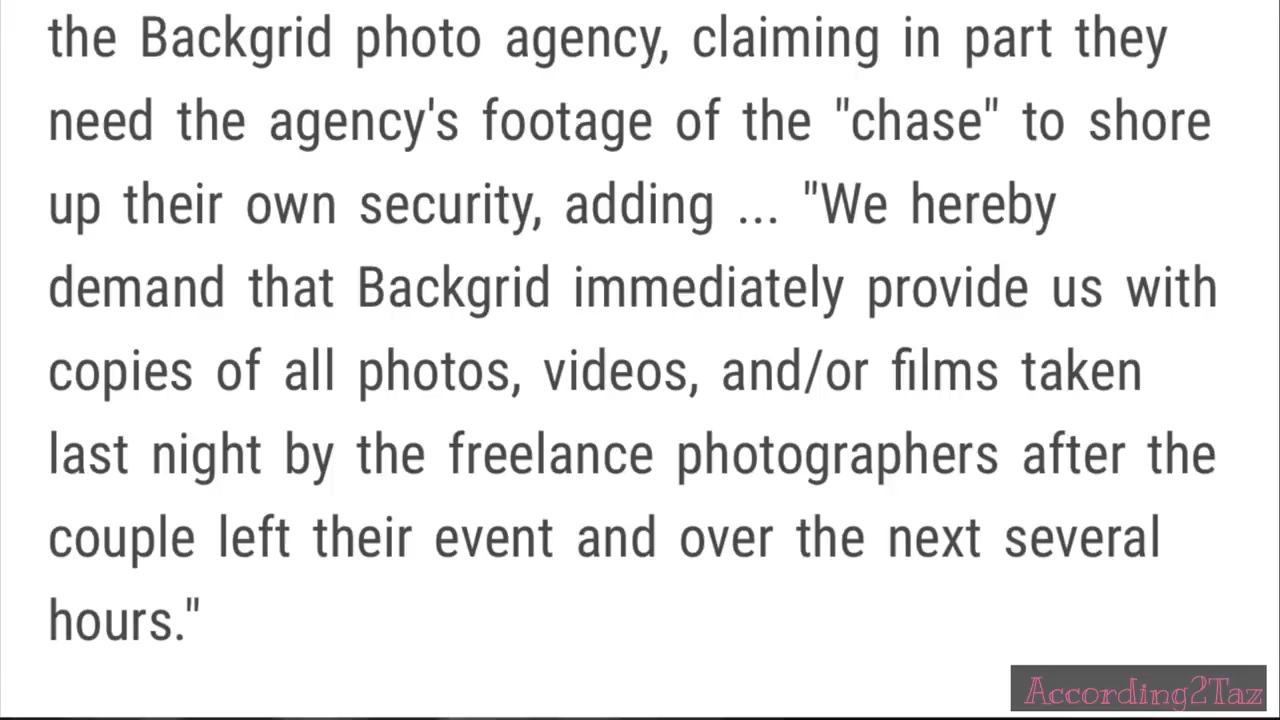 the Backgrid photo agency, claiming in part they
need the agency's footage of the "chase" to shore
up their own security, adding ... "We hereby
demand that Backgrid immediately provide us with
copies of all photos, videos, and/or films taken
last night by the freelance photographers after the
couple left their event and over the next several
hours."
According2Taz